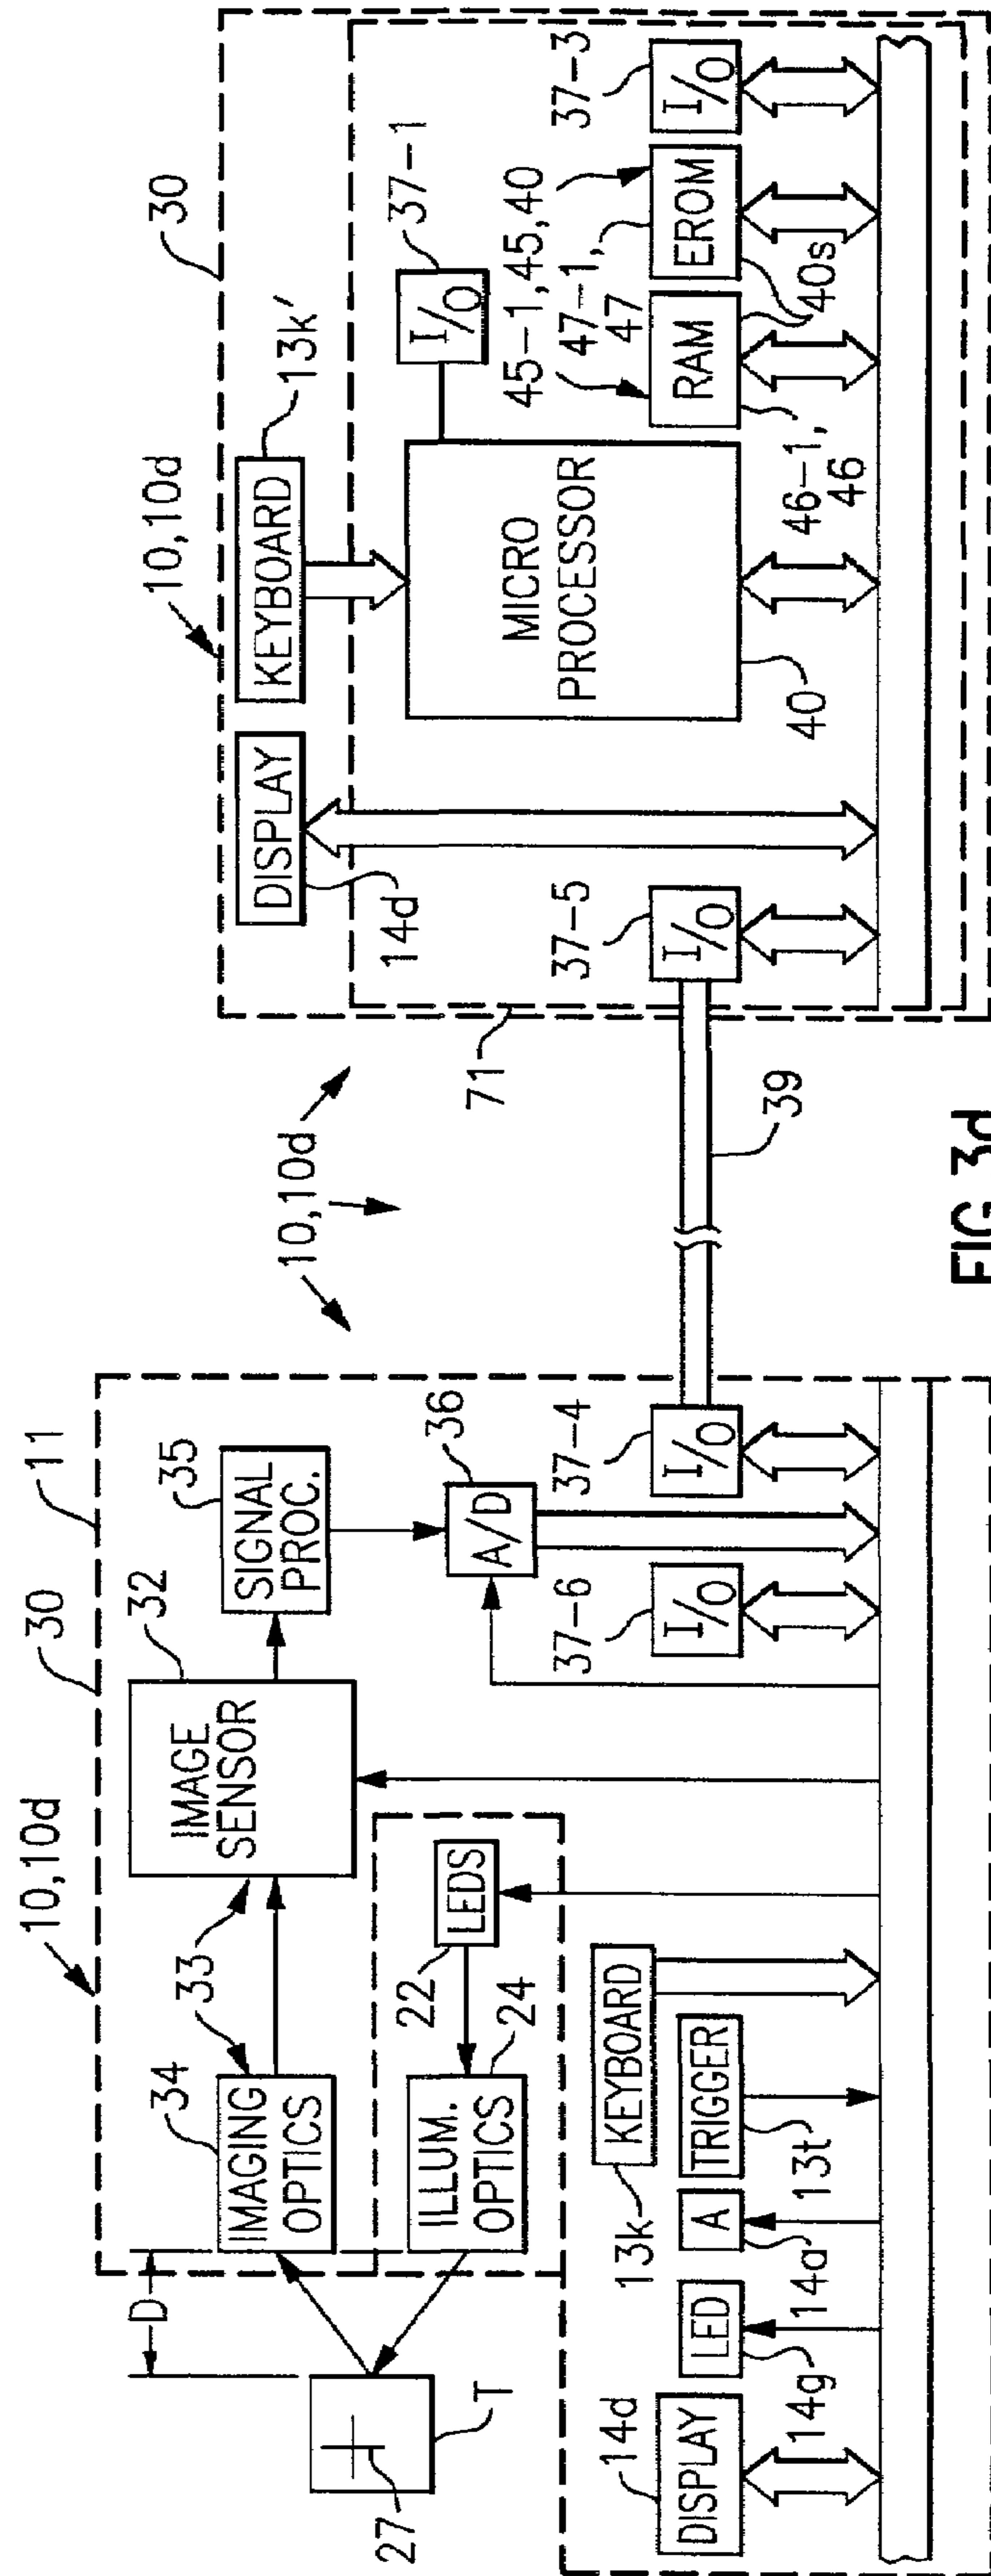 10,10d
30
11
34
33
32
35
IMAGING
OPTICS
IMAGE
SENSOR
SIGNAL
PROC.
D
T
27
22
24
LEDS
ILLUM.
OPTICS
36
A/D
37-4
I/O
37-6
I/O
14d
DISPLAY
14g
LED
14a
A
13k
KEYBOARD
TRIGGER
13t
10,10d
39
71
10,10d
30
DISPLAY
14d
KEYBOARD
13k'
37-5
I/O
MICRO
PROCESSOR
40
I/O
37-1
45-1,45,40
47-1,
47
RAM
EROM
40s
46-1,
46
37-3
I/O
FIG. 3d